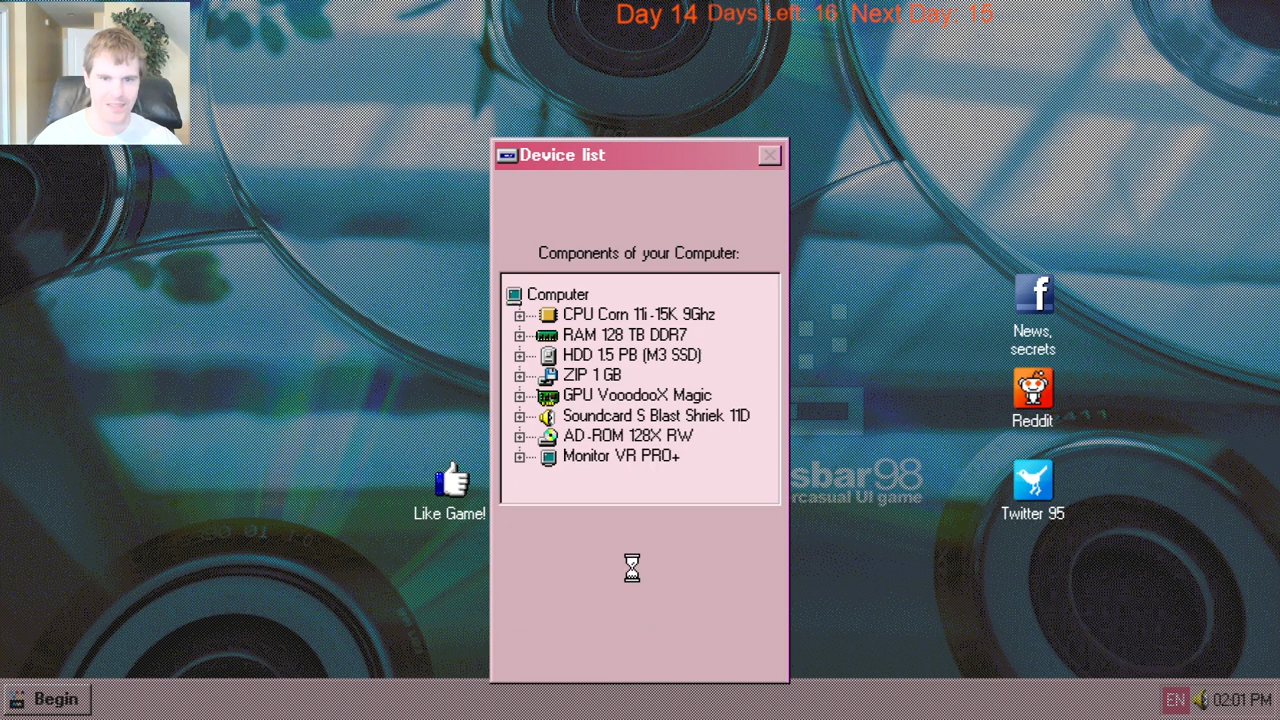 Day 14 Days Left: 16 Next Day: 15
Device list
Components of your Computer:
Computer
CPU Corn 11i-15K 9Ghz
RAM 128 TB DDR7
HDD 1.5 PB (M3 SSD)
ZIP 1 GB
GPU VooodooX Magic
Soundcard S Blast Shriek 11D
AD-ROM 128X RW
Monitor VR PRO+
Like Game!
News,
secrets
Reddit
sbar98
rcasual UI game
Twitter 95
Begin
EN 02:01 PM